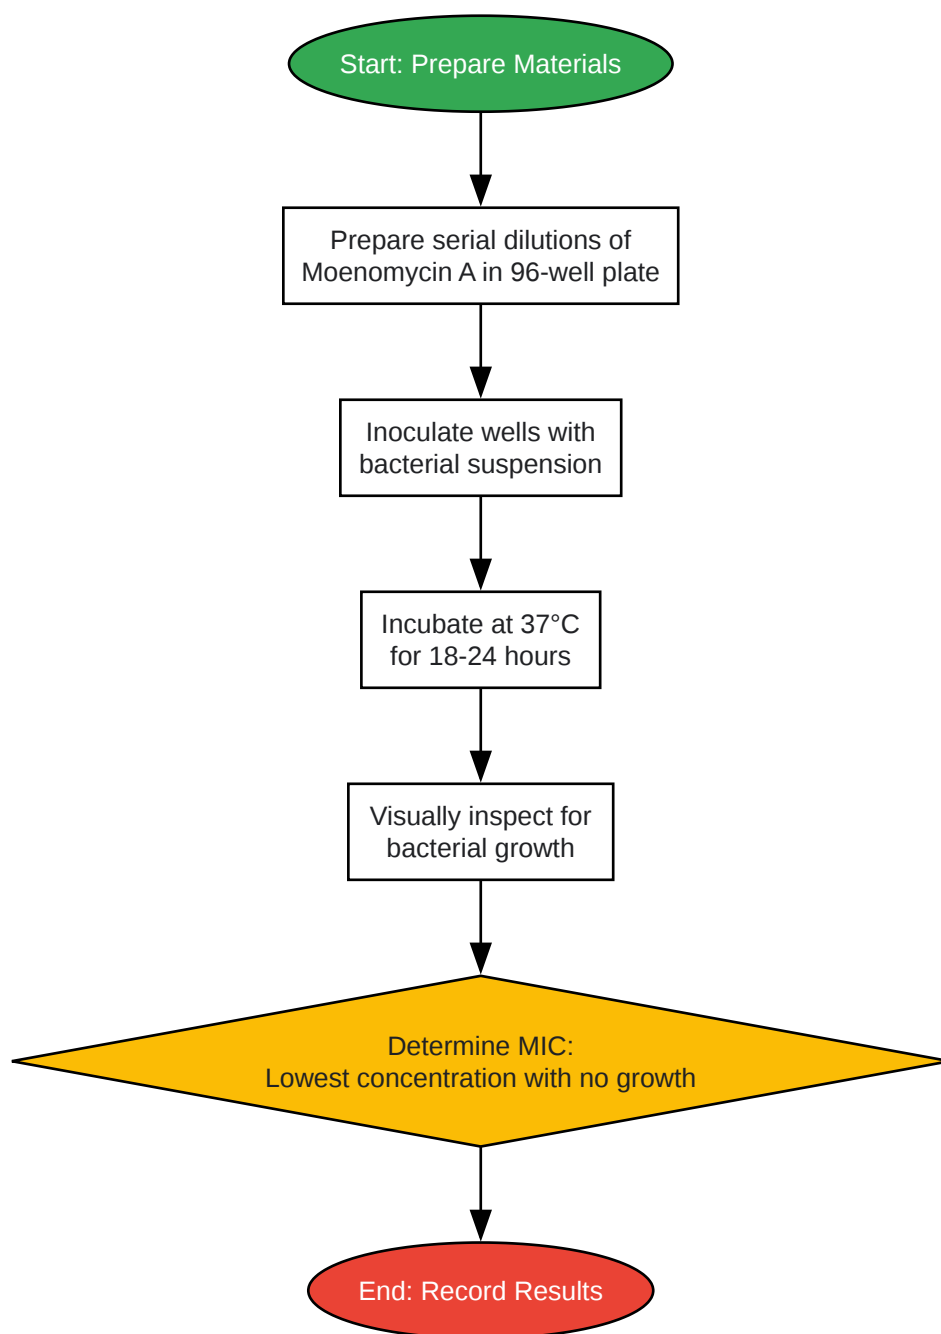 Start: Prepare Materials
Prepare serial dilutions of
Moenomycin A in 96-well plate
Inoculate wells with
bacterial suspension
Incubate at 37°C
for 18-24 hours
Visually inspect for
bacterial growth
Determine MIC:
Lowest concentration with no growth
End: Record Results